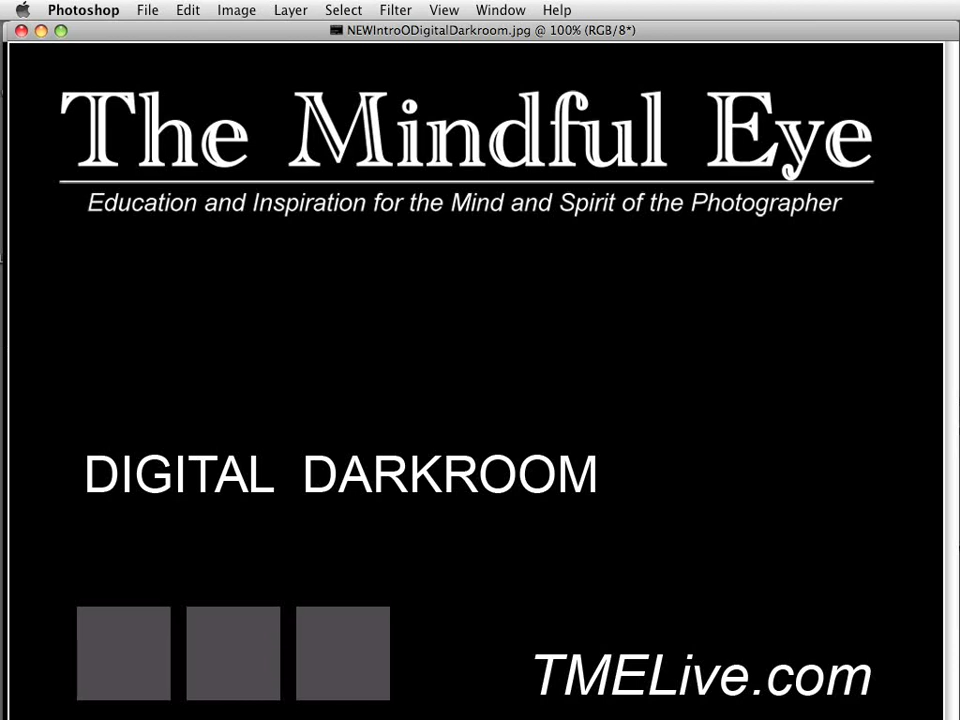 Photoshop File Edit Image Layer Select Filter View Window Help
NEWIntroODigitalDarkroom.jpg @ 100% (RGB/8*)
The Mindful Eye
Education and Inspiration for the Mind and Spirit of the Photographer
DIGITAL DARKROOM
TMELive.com